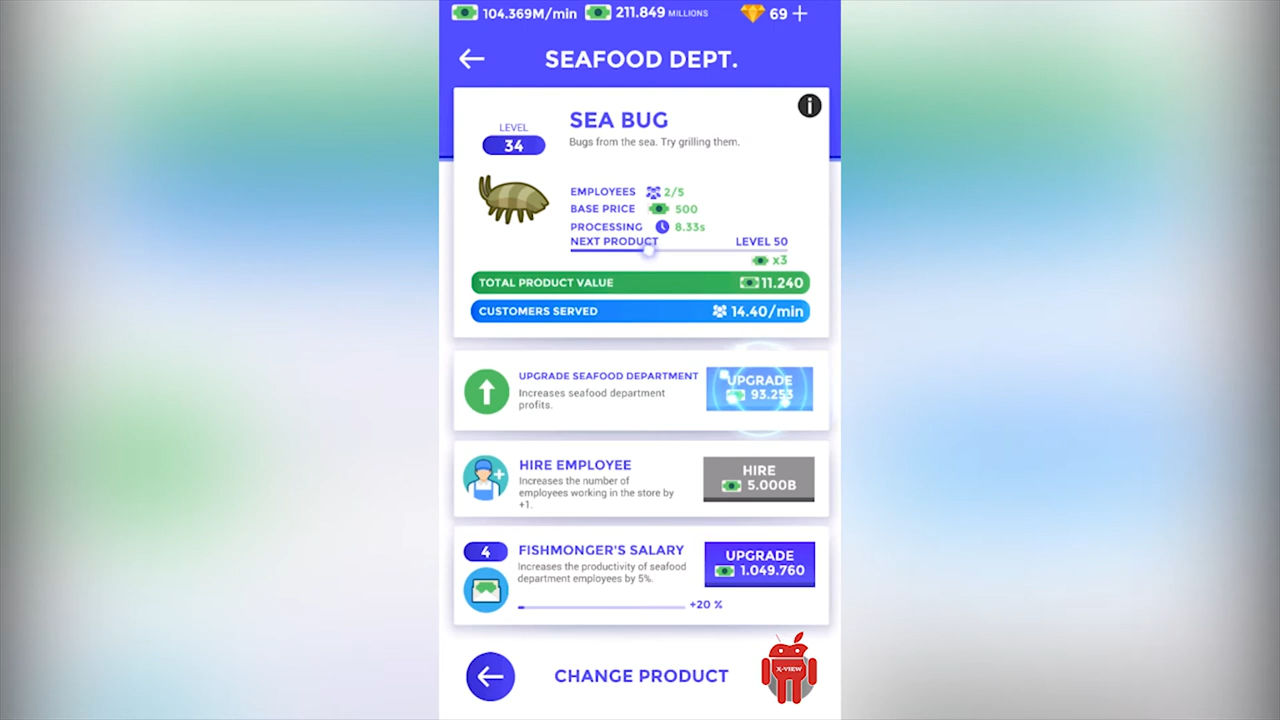 104.369M/min 211.849 MILLIONS 69 +
SEAFOOD DEPT.
i
SEA BUG
LEVEL
34
Bugs from the sea. Try grilling them.
EMPLOYEES 2/5
BASE PRICE 500
PROCESSING 8.33s
NEXT PRODUCT LEVEL 50
x3
TOTAL PRODUCT VALUE 11.240
CUSTOMERS SERVED 14.40/min
UPGRADE SEAFOOD DEPARTMENT
Increases seafood department
profits.
UPGRADE
93.253
HIRE EMPLOYEE
Increases the number of
employees working in the store by
+1.
HIRE
5.000B
4
FISHMONGER'S SALARY
Increases the productivity of seafood
department employees by 5%.
+20 %
UPGRADE
1.049.760
CHANGE PRODUCT
X-VIEW